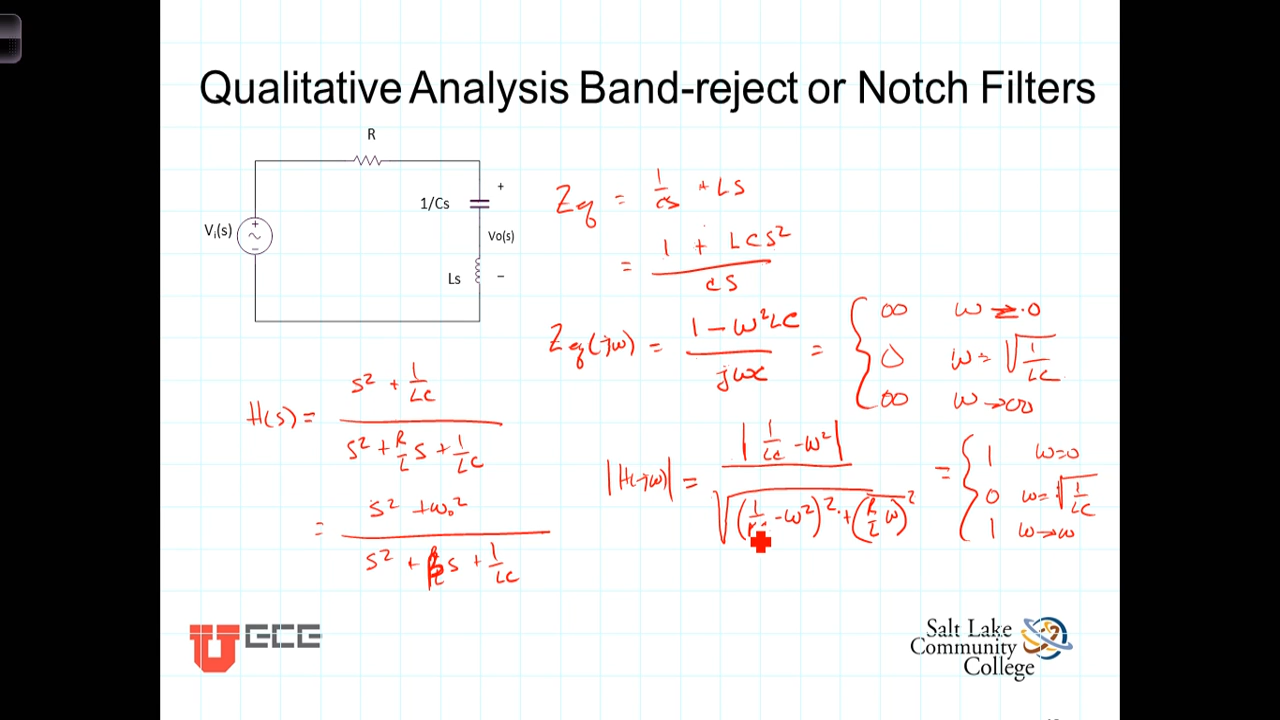 Qualitative Analysis Band-reject or Notch Filters
R
1/Cs
+
Vi(s)
+
−
Vo(s)
Ls
−
Zeq = 1/cs + LS
= (1 + LCS²)/cs
Zeq(jω) = (1 − ω²LC)/jωc = { ∞ ω = 0
0 ω = √(1/LC)
∞ ω → ∞
H(s) = (s² + 1/LC)/(s² + R/L s + 1/LC)
= (s² + ω₀²)/(s² + s + 1/LC)
|H(jω)| = |1/LC − ω²|/√((1/LC − ω²)² + (R/L ω)²) = { 1 ω=0
0 ω = √(1/LC)
1 ω → ∞
U ECE
Salt Lake
Community
College